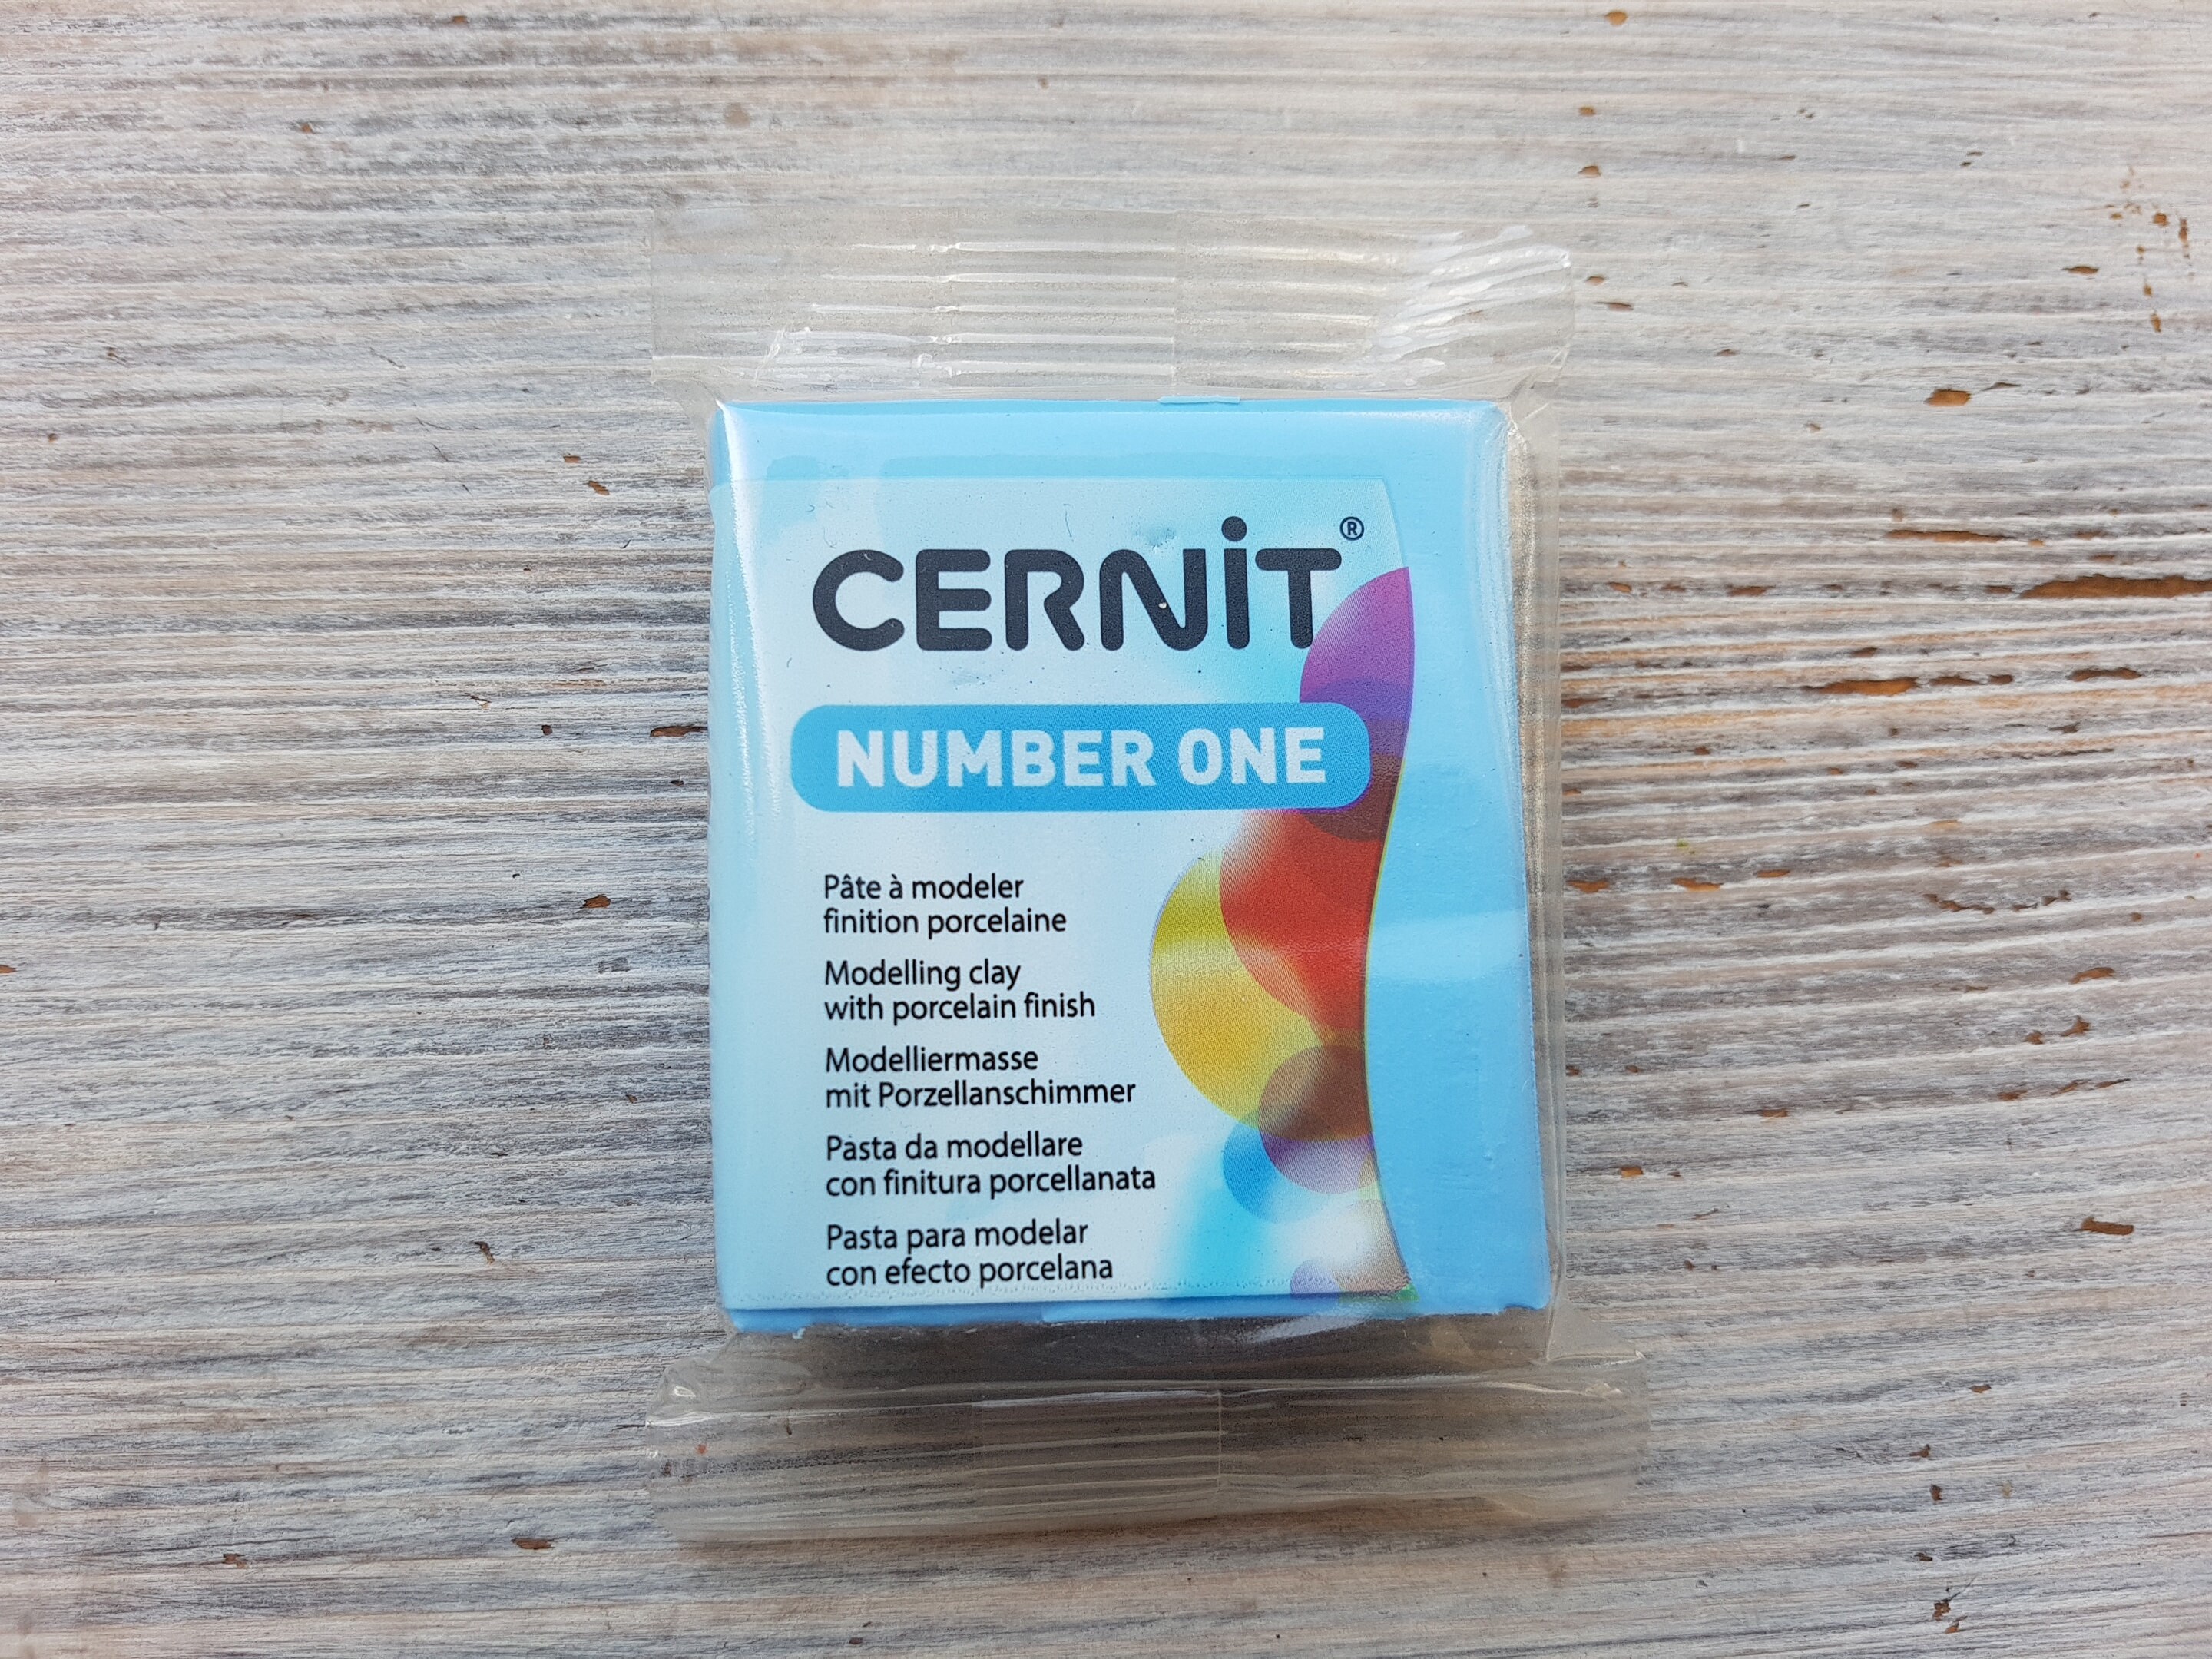 CERNiT®
NUMBER ONE
Pâte à modeler
finition porcelaine
Modelling clay
with porcelain finish
Modelliermasse
mit Porzellanschimmer
Pasta da modellare
con finitura porcellanata
Pasta para modelar
con efecto porcelana